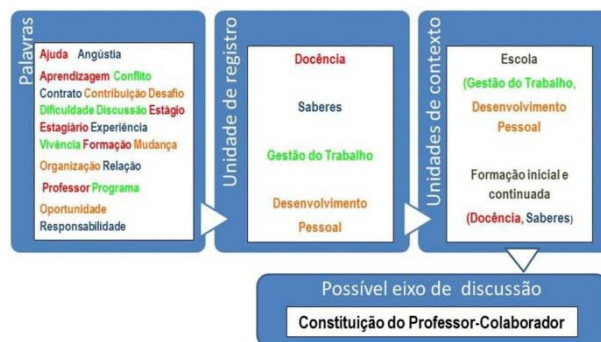 Palavras
Ajuda Angústia
Aprendizagem Conflito
Contrato Contribuição Desafio
Dificuldade Discussão Estágio
Estagiário Experiência
Vivência Formação Mudança
Organização Relação
Professor Programa
Oportunidade
Responsabilidade
Unidade de registro
Docência
Saberes
Gestão do Trabalho
Desenvolvimento
Pessoal
Unidades de contexto
Escola
(Gestão do Trabalho,
Desenvolvimento
Pessoal
Formação inicial e
continuada
(Docência, Saberes)
Possível eixo de discussão
Constituição do Professor-Colaborador